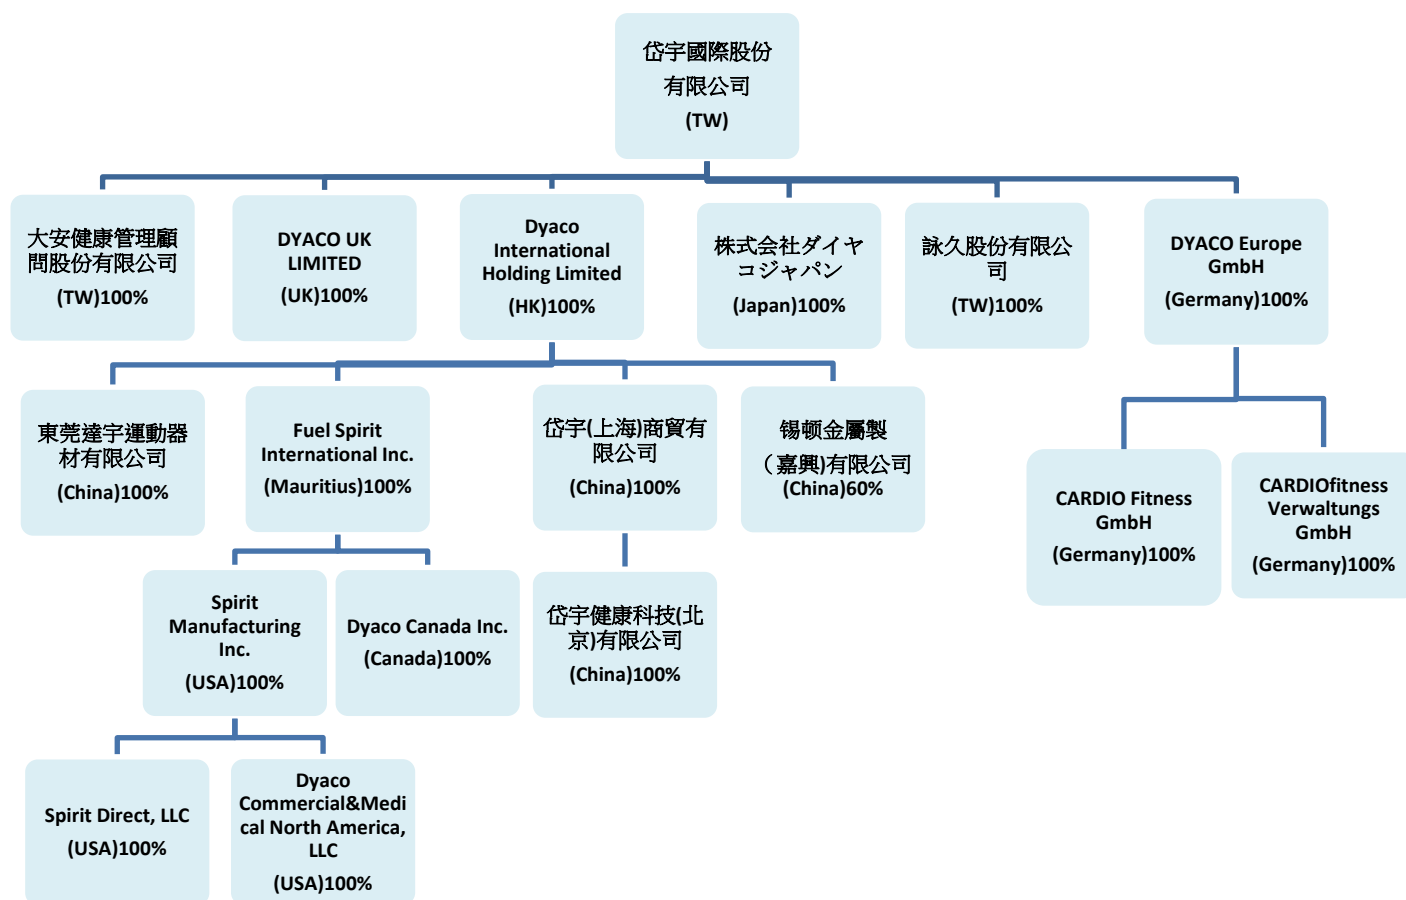 岱宇國際股份
有限公司
(TW)
大安健康管理顧
問股份有限公司
(TW)100%
DYACO UK
LIMITED
(UK)100%
Dyaco
International
Holding Limited
(HK)100%
株式会社ダイヤ
コジャパン
(Japan)100%
詠久股份有限公
司
(TW)100%
DYACO Europe
GmbH
(Germany)100%
東莞達宇運動器
材有限公司
(China)100%
Fuel Spirit
International Inc.
(Mauritius)100%
岱宇(上海)商貿有
限公司
(China)100%
锡顿金屬製
（嘉興)有限公司
(China)60%
CARDIO Fitness
GmbH
(Germany)100%
CARDIOfitness
Verwaltungs
GmbH
(Germany)100%
Spirit
Manufacturing
Inc.
(USA)100%
Dyaco Canada Inc.
(Canada)100%
岱宇健康科技(北
京)有限公司
(China)100%
Spirit Direct, LLC
(USA)100%
Dyaco
Commercial&Medi
cal North America,
LLC
(USA)100%